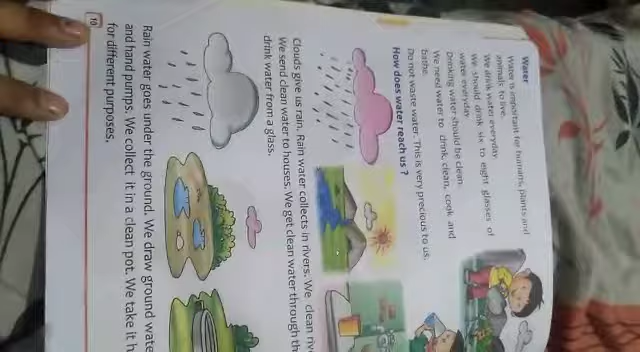 Water
Water is important for humans, plants and
animals to live.
We drink water everyday.
We should drink six to eight glasses of
water everyday.
Drinking water should be clean.
We need water to drink, clean, cook and
bathe.
Do not waste water. This is very precious to us.
How does water reach us ?
Clouds give us rain. Rain water collects in rivers. We clean riv
We send clean water to houses. We get clean water through th
drink water from a glass.
Rain water goes under the ground. We draw ground wate
and hand pumps. We collect it in a clean pot. We take it h
for different purposes.
10